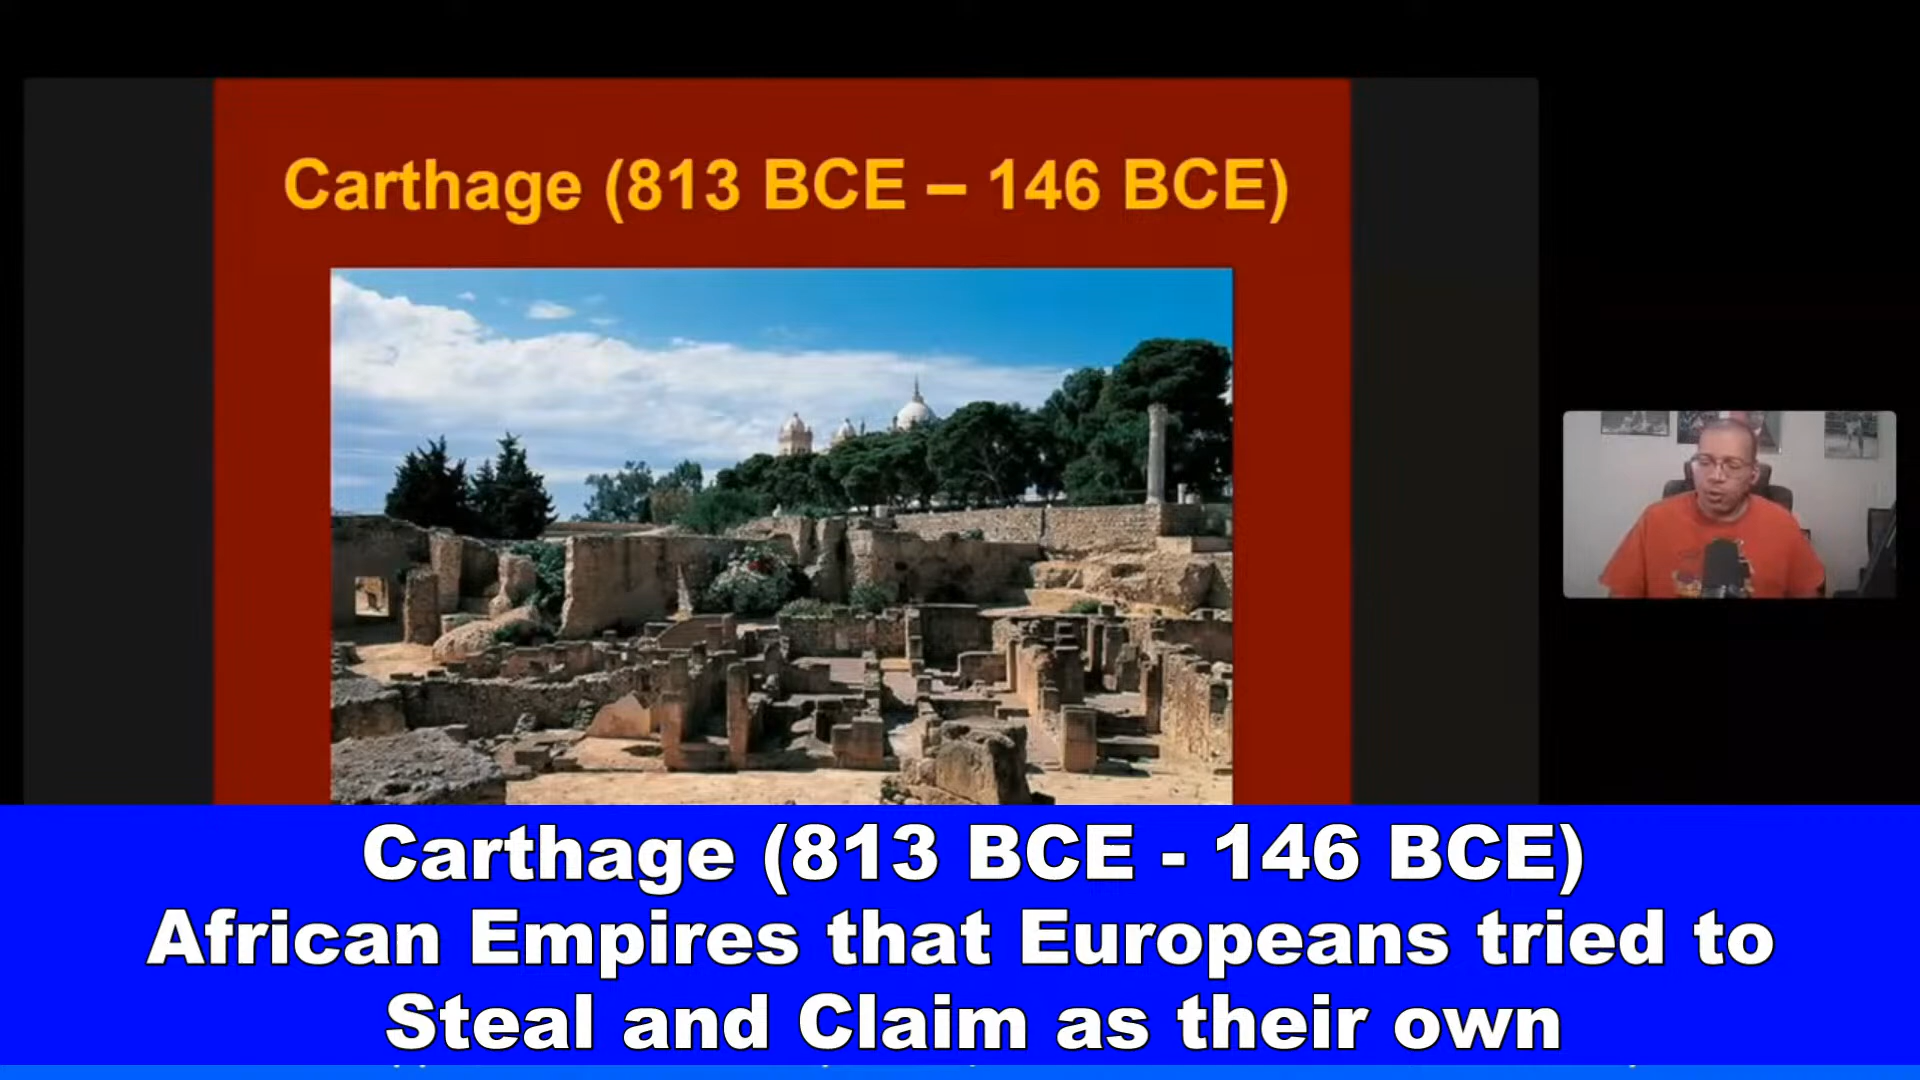 Carthage (813 BCE – 146 BCE)
Carthage (813 BCE - 146 BCE)
African Empires that Europeans tried to
Steal and Claim as their own